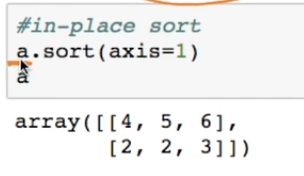 #in-place sort
a.sort(axis=1)
a
array([[4, 5, 6],
[2, 2, 3]])